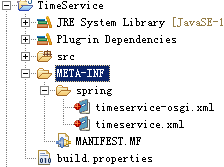 TimeService
JRE System Library [JavaSE-1
Plug-in Dependencies
src
META-INF
spring
timeservice-osgi.xml
timeservice.xml
MANIFEST.MF
build.properties